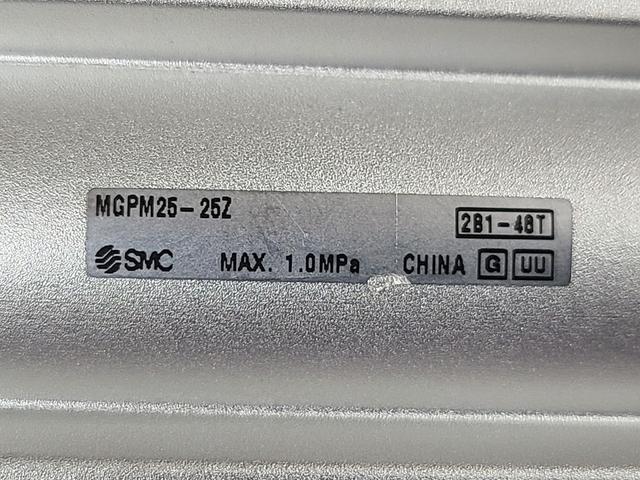 MGPM25-25Z
2B1-48T
SMC MAX. 1.0MPa CHINA G UU